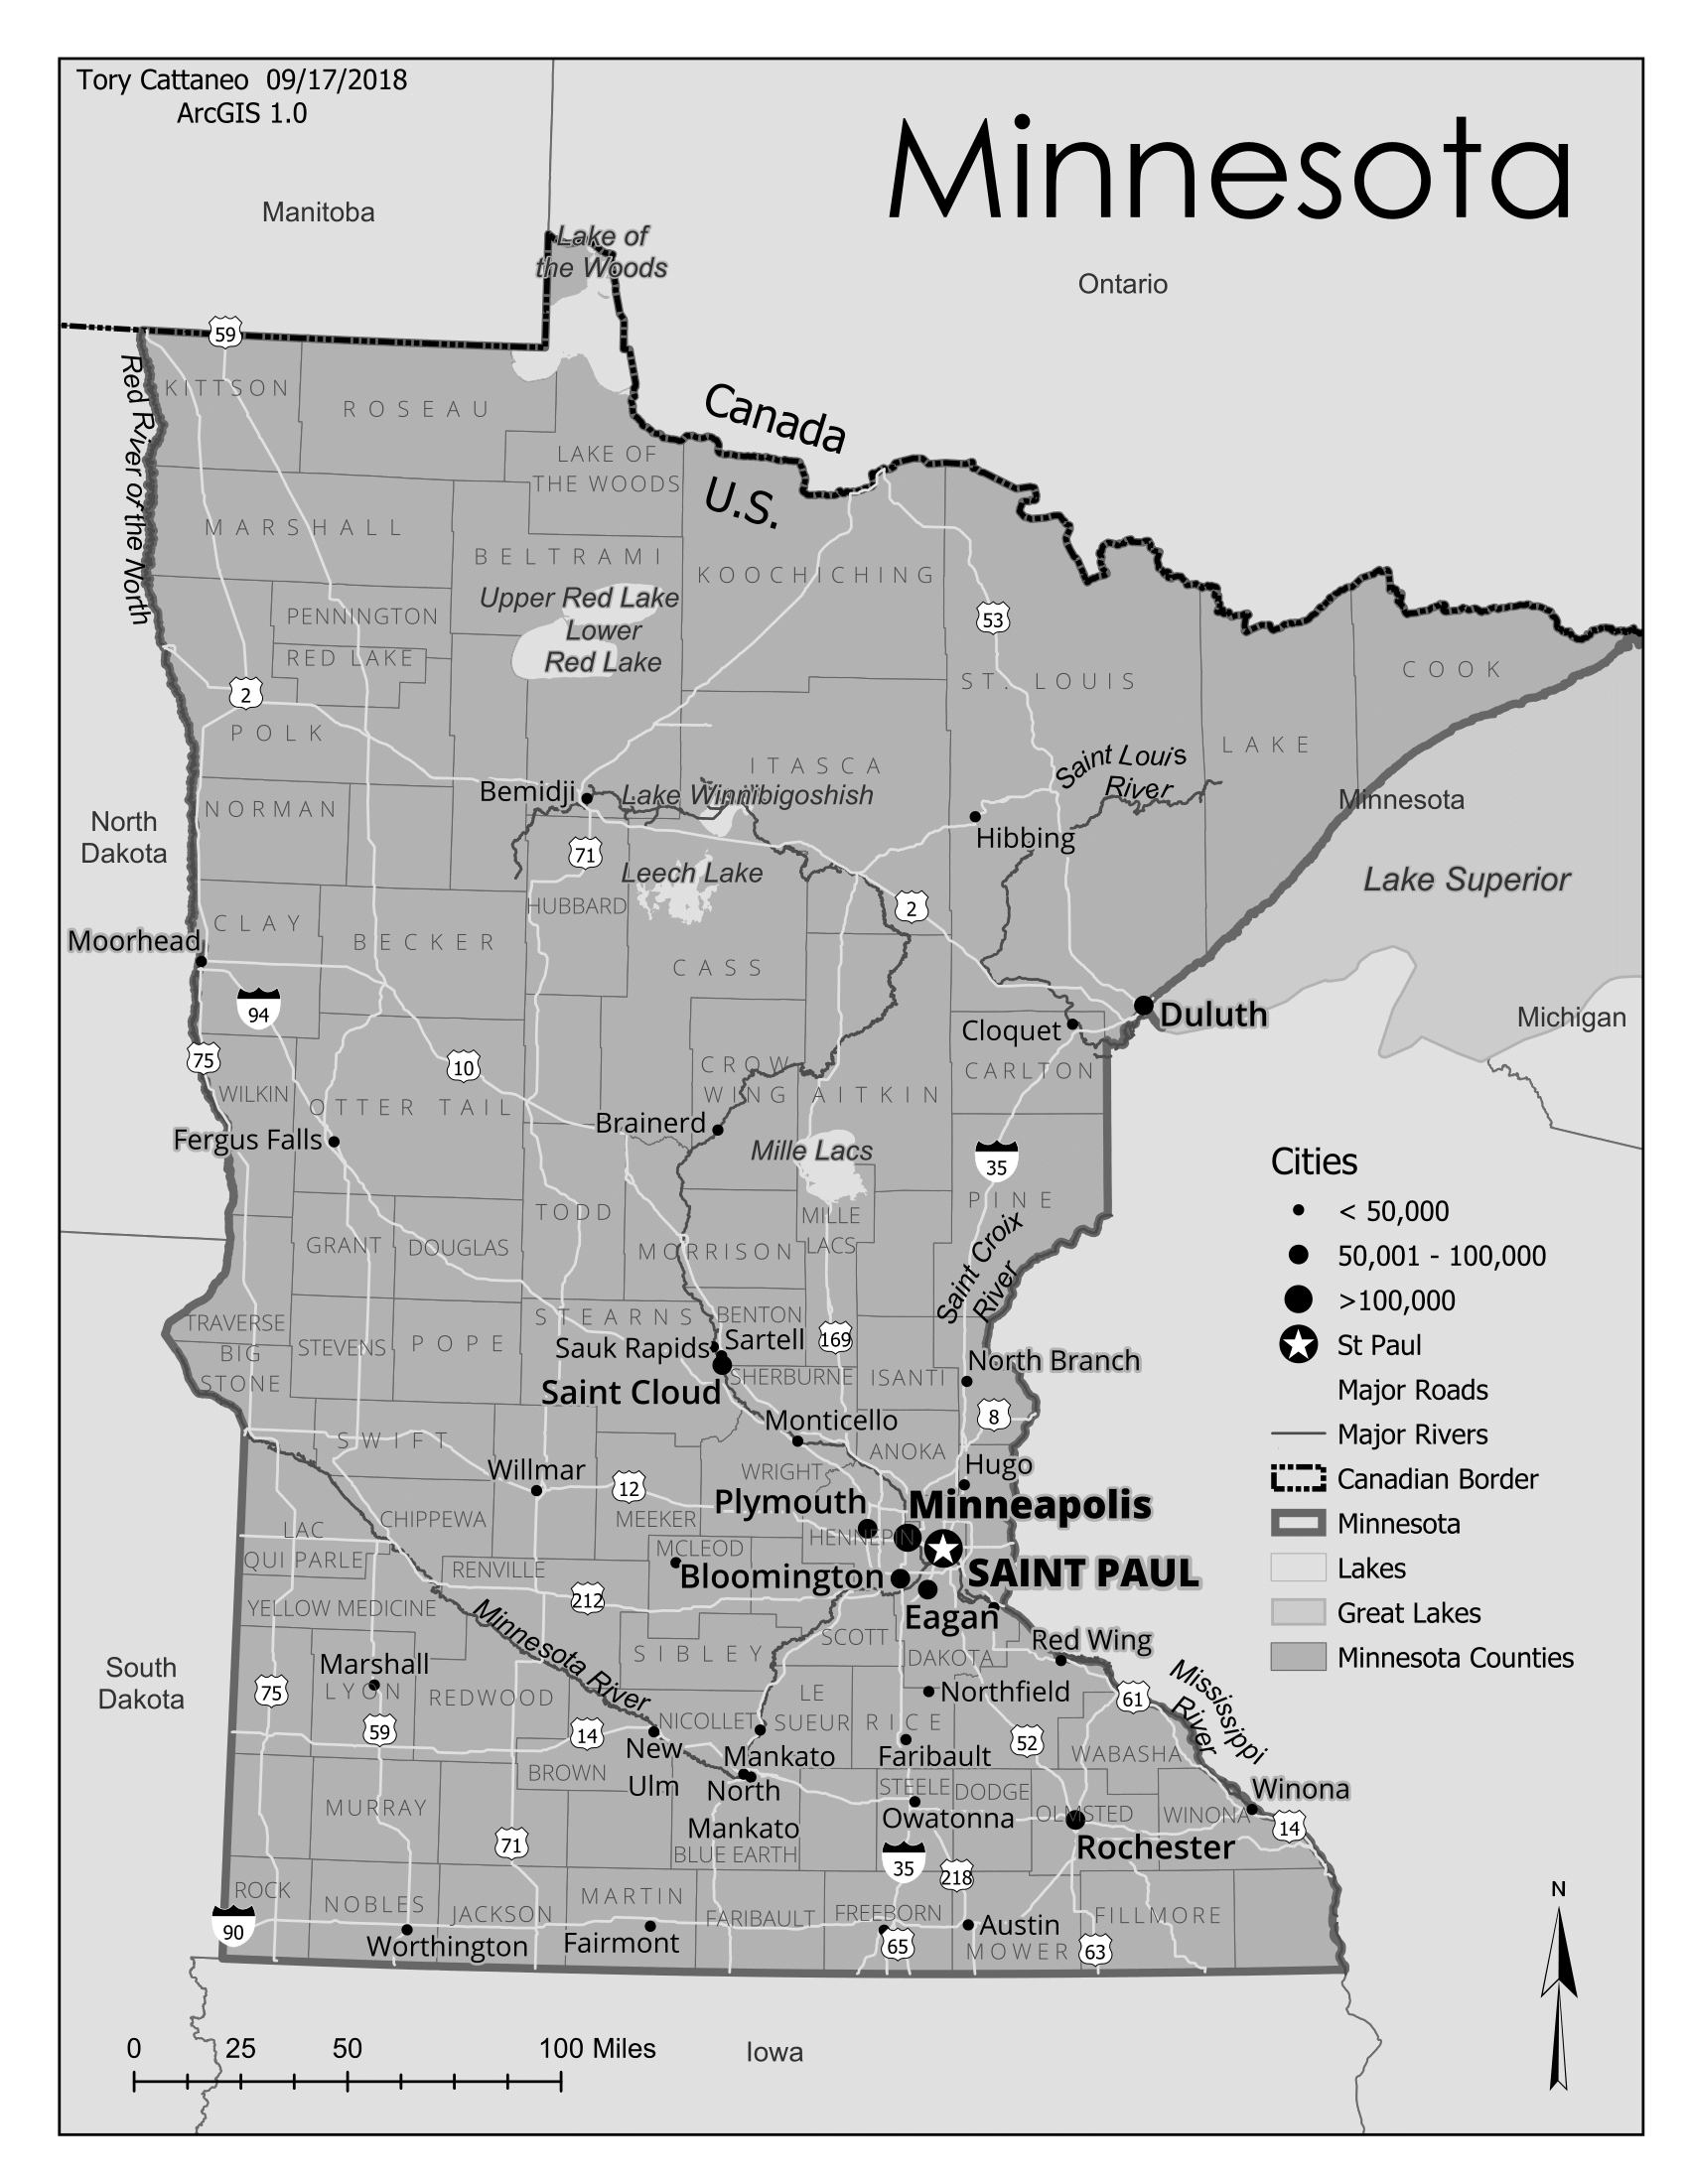 Tory Cattaneo 09/17/2018
ArcGIS 1.0
Minnesota
Manitoba
Ontario
Lake of
the Woods
59
Red River of the North
KITTSON
ROSEAU
Canada
U.S.
LAKE OF
THE WOODS
MARSHALL
BELTRAMI
KOOCHICHING
Upper Red Lake
Lower
Red Lake
PENNINGTON
RED LAKE
53
2
POLK
ST. LOUIS
COOK
LAKE
ITASCA
Saint Louis
River
Bemidji
Lake Winnibigoshish
NORMAN
North
Dakota
Minnesota
Hibbing
71
Leech Lake
Lake Superior
HUBBARD
2
CLAY
BECKER
Moorhead
CASS
94
Duluth
Michigan
Cloquet
75
10
CROW
WING
AITKIN
CARLTON
WILKIN
OTTER TAIL
Brainerd
Fergus Falls
Mille Lacs
35
PINE
TODD
MILLE
LACS
GRANT
DOUGLAS
MORRISON
Saint Croix
River
Cities
< 50,000
50,001 - 100,000
>100,000
St Paul
Major Roads
Major Rivers
Canadian Border
Minnesota
Lakes
Great Lakes
Minnesota Counties
TRAVERSE
BIG
STONE
STEVENS
POPE
STEARNS
BENTON
Sauk Rapids
Sartell
169
North Branch
SHERBURNE
ISANTI
Saint Cloud
8
Monticello
SWIFT
ANOKA
Willmar
WRIGHT
Hugo
12
Plymouth
Minneapolis
CHIPPEWA
MEEKER
HENNEPIN
LAC
QUI PARLE
MCLEOD
RENVILLE
Bloomington
SAINT PAUL
212
YELLOW MEDICINE
Eagan
Minnesota River
SCOTT
SIBLEY
Red Wing
DAKOTA
South
Dakota
Marshall
LYON
REDWOOD
75
LE
SUEUR
Northfield
61
Mississippi
River
59
14
NICOLLET
RICE
52
New
Ulm
Mankato
Faribault
WABASHA
BROWN
North
Mankato
STEELE
DODGE
Winona
MURRAY
Owatonna
OLMSTED
WINONA
14
71
BLUE EARTH
Rochester
35
218
ROCK
NOBLES
JACKSON
MARTIN
FARIBAULT
FREEBORN
Austin
FILLMORE
90
Worthington
Fairmont
65
MOWER
63
N
0
25
50
100 Miles
Iowa